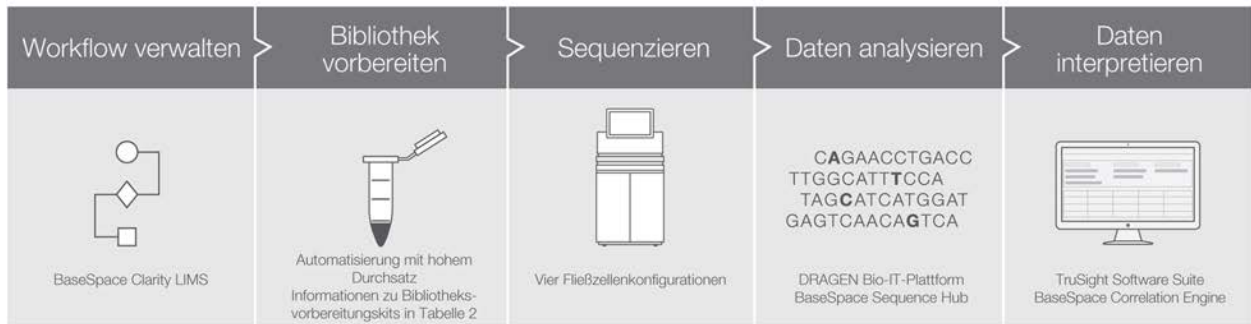 Workflow verwalten
Bibliothek
vorbereiten
Sequenzieren
Daten analysieren
Daten
interpretieren
BaseSpace Clarity LIMS
Automatisierung mit hohem
Durchsatz
Informationen zu Bibliotheks-
vorbereitungskits in Tabelle 2
Vier Fließzellenkonfigurationen
CAGAACCTGACC
TTGGCATTTCCA
TAGCATCATGGAT
GAGTCAACAGTCA
DRAGEN Bio-IT-Plattform
BaseSpace Sequence Hub
TruSight Software Suite
BaseSpace Correlation Engine